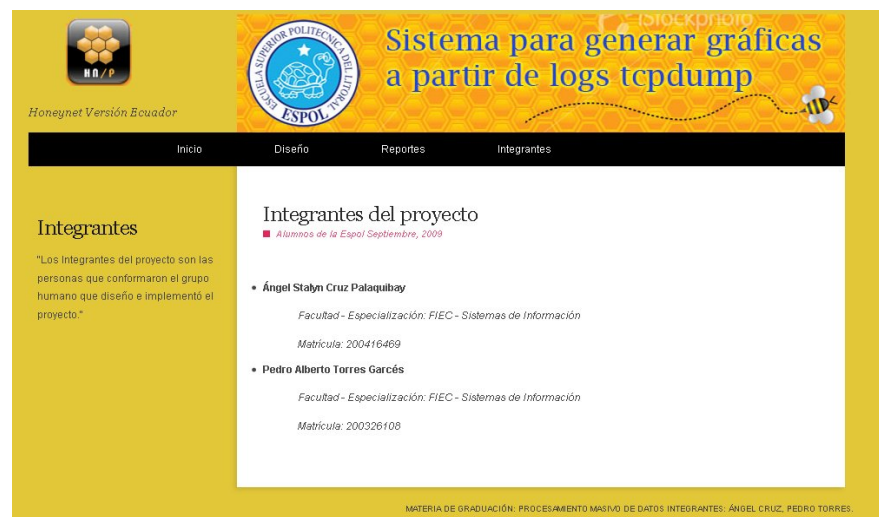 HN/P
Honeynet Versión Ecuador
ESCUELA SUPERIOR POLITECNICA DEL LITORAL
ESPOL
iStockphoto
Sistema para generar gráficas
a partir de logs tcpdump
Inicio Diseño Reportes Integrantes
Integrantes
"Los Integrantes del proyecto son las
personas que conformaron el grupo
humano que diseño e implementó el
proyecto."
Integrantes del proyecto
Alumnos de la Espol Septiembre, 2009
• Ángel Stalyn Cruz Palaquibay
Facultad - Especialización: FIEC - Sistemas de Información
Matrícula: 200416469
• Pedro Alberto Torres Garcés
Facultad - Especialización: FIEC - Sistemas de Información
Matrícula: 200326108
MATERIA DE GRADUACIÓN: PROCESAMIENTO MASIVO DE DATOS INTEGRANTES: ÁNGEL CRUZ, PEDRO TORRES.